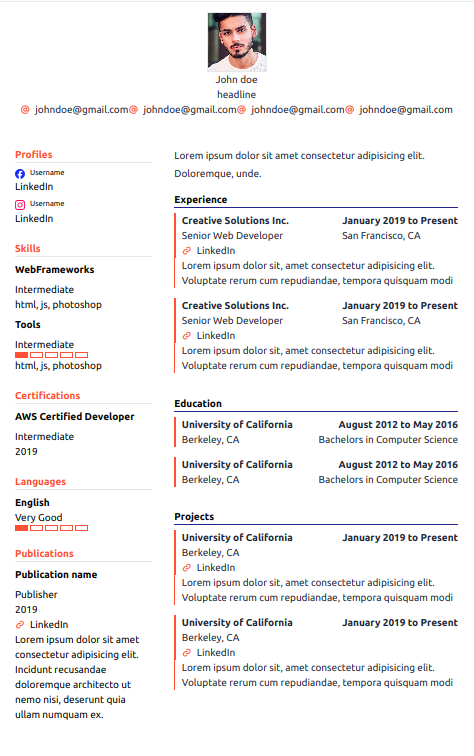 John doe
headline
johndoe@gmail.com johndoe@gmail.com johndoe@gmail.com johndoe@gmail.com
Profiles
Username
LinkedIn
Username
LinkedIn
Skills
WebFrameworks
Intermediate
html, js, photoshop
Tools
Intermediate
html, js, photoshop
Certifications
AWS Certified Developer
Intermediate
2019
Languages
English
Very Good
Publications
Publication name
Publisher
2019
LinkedIn
Lorem ipsum dolor sit amet
consectetur adipisicing elit.
Incidunt recusandae
doloremque architecto ut
nemo nisi, deserunt quia
ullam numquam ex.
Lorem ipsum dolor sit amet consectetur adipisicing elit.
Doloremque, unde.
Experience
Creative Solutions Inc. January 2019 to Present
Senior Web Developer San Francisco, CA
LinkedIn
Lorem ipsum dolor sit, amet consectetur adipisicing elit.
Voluptate rerum cum repudiandae, tempora quisquam modi
Creative Solutions Inc. January 2019 to Present
Senior Web Developer San Francisco, CA
LinkedIn
Lorem ipsum dolor sit, amet consectetur adipisicing elit.
Voluptate rerum cum repudiandae, tempora quisquam modi
Education
University of California August 2012 to May 2016
Berkeley, CA Bachelors in Computer Science
University of California August 2012 to May 2016
Berkeley, CA Bachelors in Computer Science
Projects
University of California January 2019 to Present
Berkeley, CA
LinkedIn
Lorem ipsum dolor sit, amet consectetur adipisicing elit.
Voluptate rerum cum repudiandae, tempora quisquam modi
University of California January 2019 to Present
Berkeley, CA
LinkedIn
Lorem ipsum dolor sit, amet consectetur adipisicing elit.
Voluptate rerum cum repudiandae, tempora quisquam modi